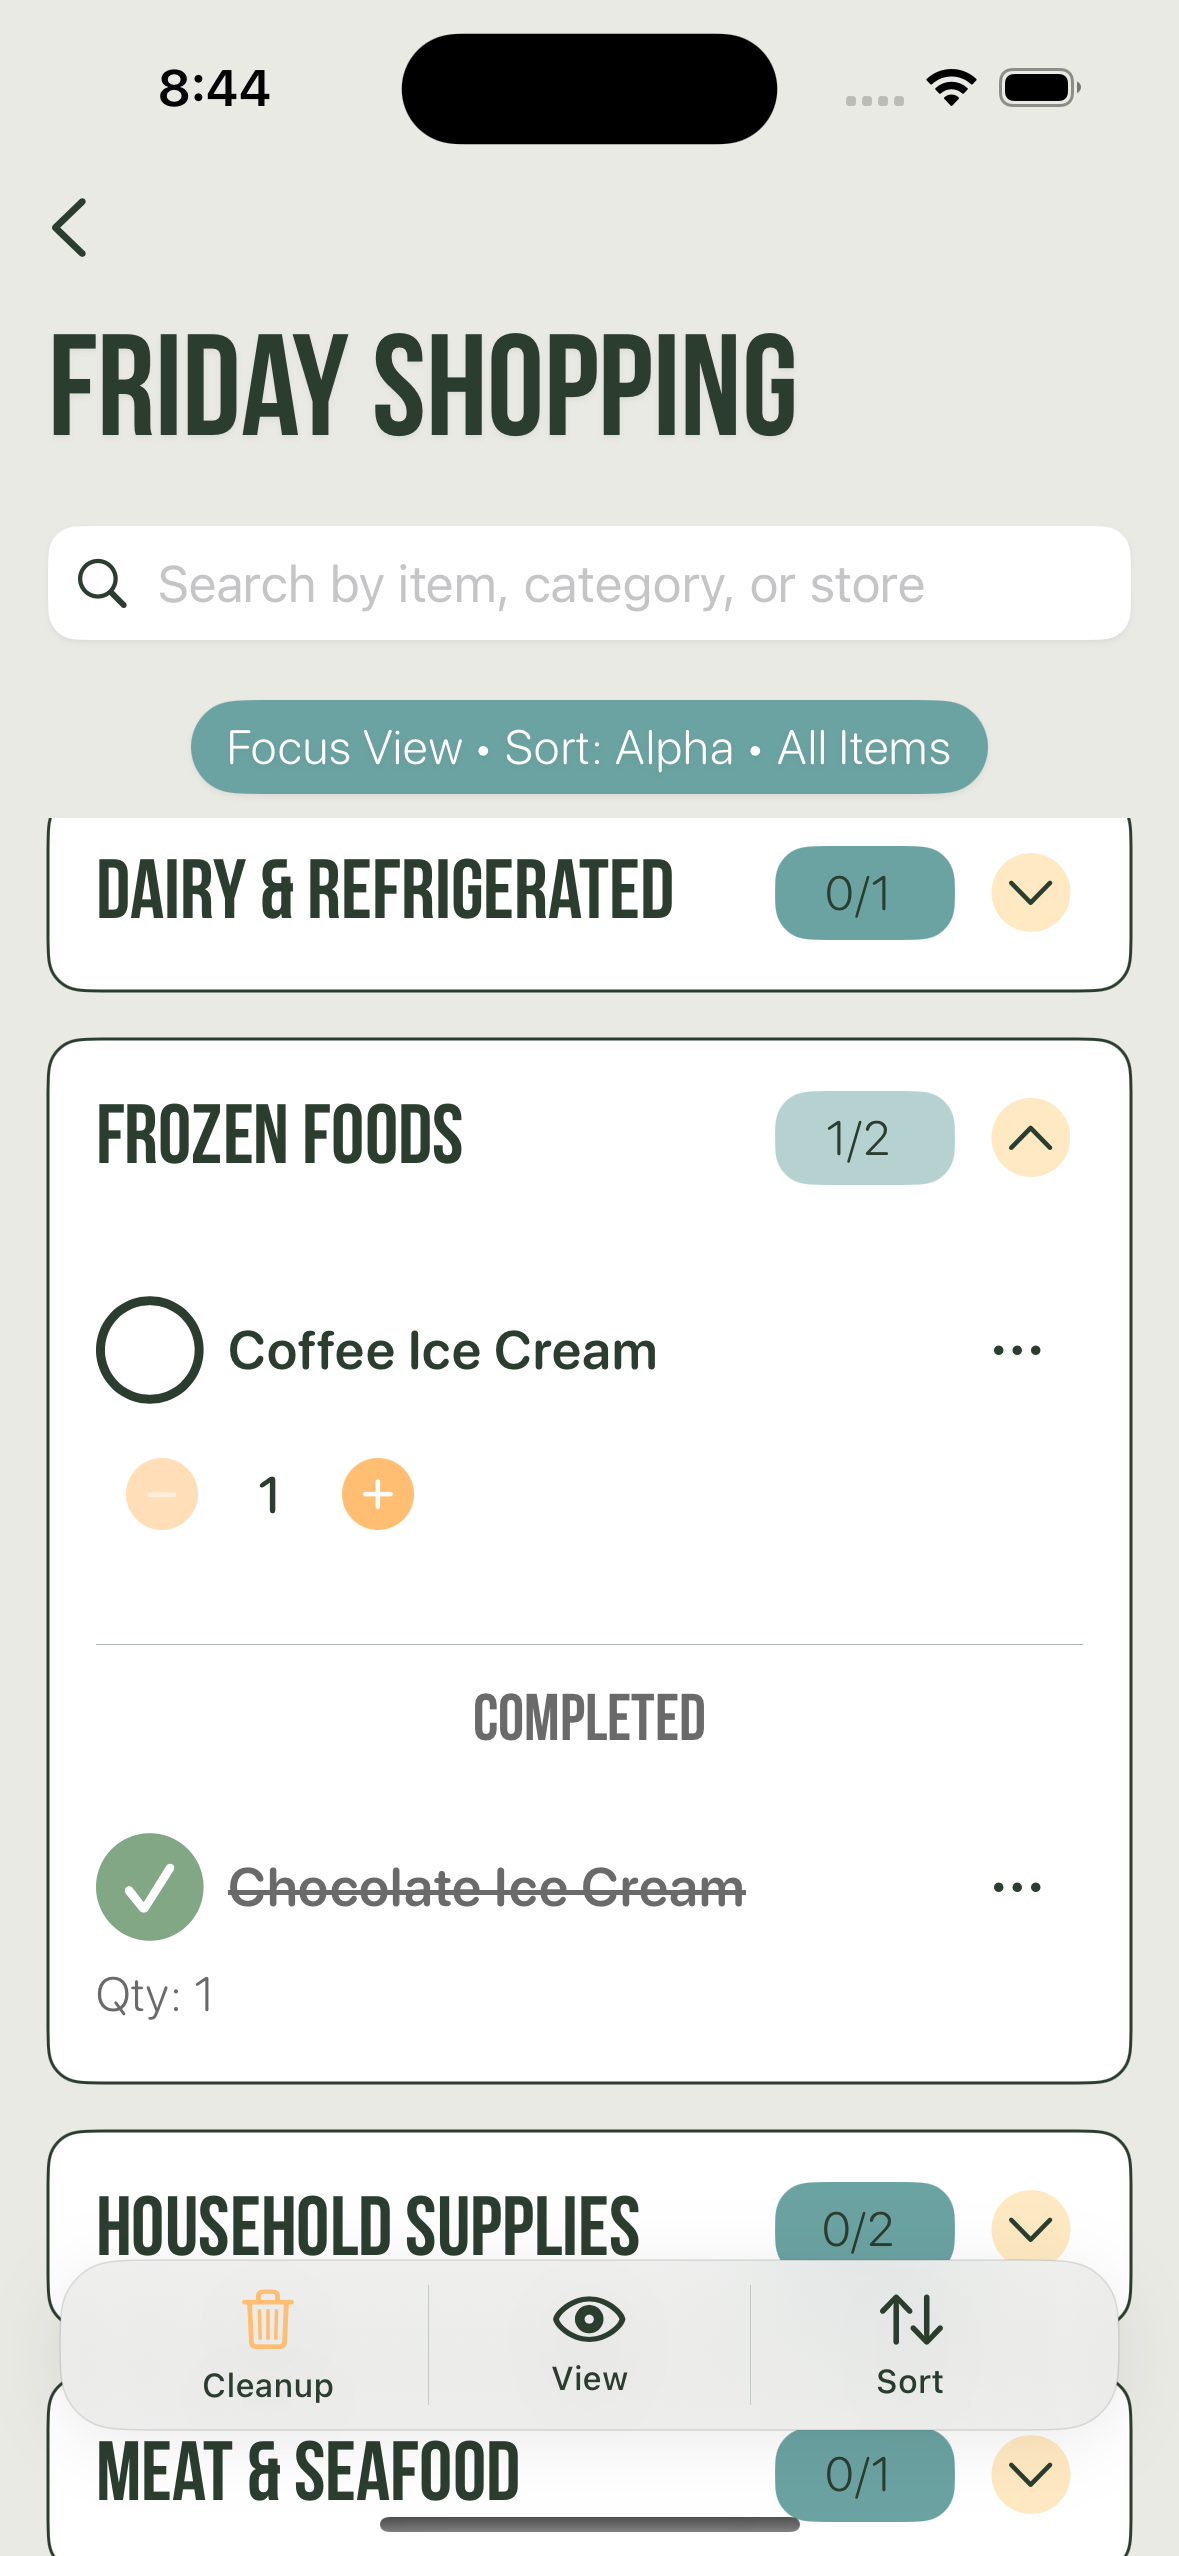 8:44
FRIDAY SHOPPING
Search by item, category, or store
Focus View • Sort: Alpha • All Items
DAIRY & REFRIGERATED 0/1
FROZEN FOODS 1/2
Coffee Ice Cream
1
COMPLETED
Chocolate Ice Cream
Qty: 1
HOUSEHOLD SUPPLIES 0/2
Cleanup View Sort
MEAT & SEAFOOD 0/1